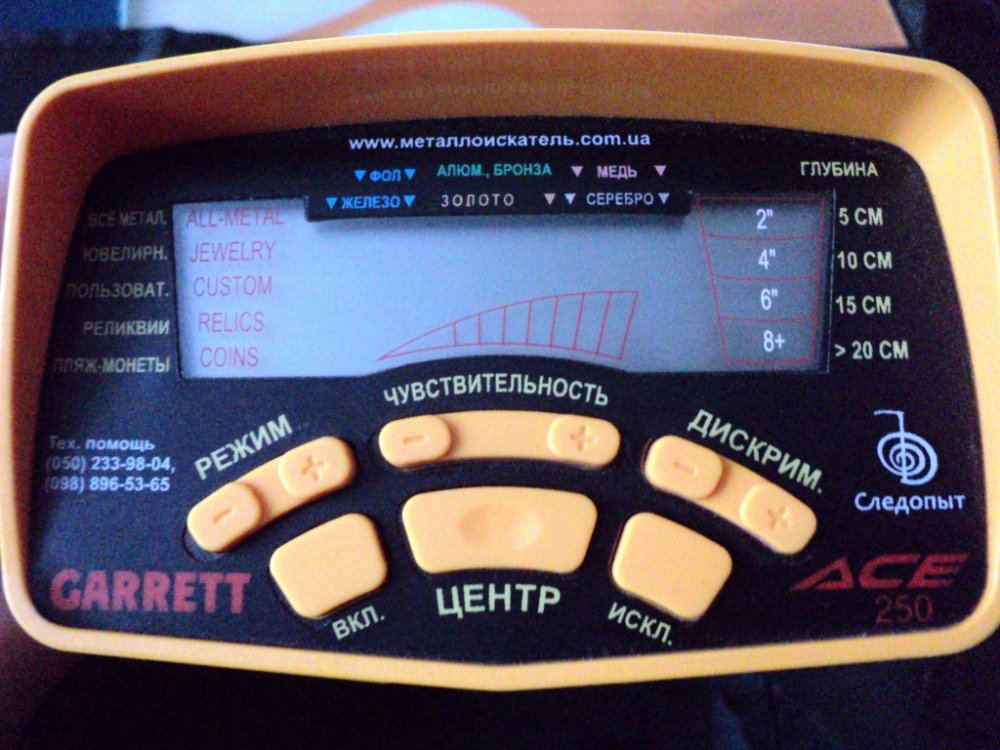 www.металлоискатель.com.ua
▼ ФОЛ ▼ АЛЮМ., БРОНЗА ▼ МЕДЬ ▼
▼ ЖЕЛЕЗО ▼ ЗОЛОТО ▼ ▼ СЕРЕБРО ▼
ГЛУБИНА
ВСЕ МЕТАЛ. ALL-METAL 2" 5 СМ
ЮВЕЛИРН. JEWELRY 4" 10 СМ
ПОЛЬЗОВАТ. CUSTOM 6" 15 СМ
РЕЛИКВИИ RELICS 8+ > 20 СМ
ПЛЯЖ-МОНЕТЫ COINS
ЧУВСТВИТЕЛЬНОСТЬ
- +
РЕЖИМ
- +
ДИСКРИМ.
- +
Тех. помощь
(050) 233-98-04,
(098) 896-53-65
Следопыт
GARRETT
ВКЛ.
ЦЕНТР
ИСКЛ.
ACE
250